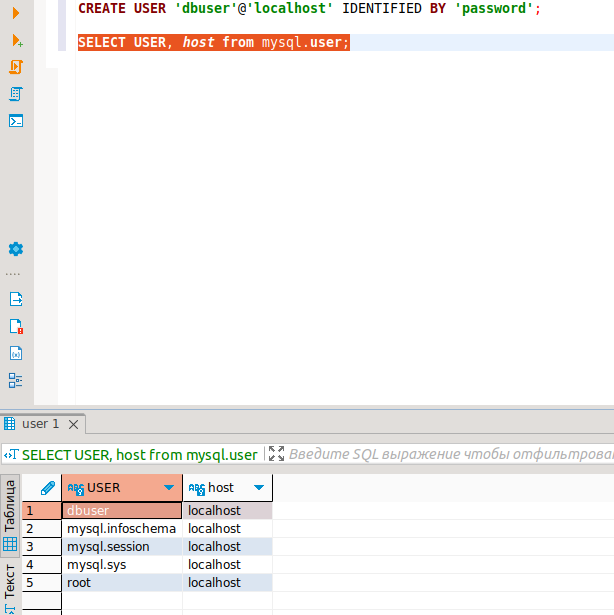 CREATE USER 'dbuser'@'localhost' IDENTIFIED BY 'password';
SELECT USER, host from mysql.user;
user 1
SELECT USER, host from mysql.user
Введите SQL выражение чтобы отфильтрова
Таблица
Текст
USER host
1 dbuser localhost
2 mysql.infoschema localhost
3 mysql.session localhost
4 mysql.sys localhost
5 root localhost